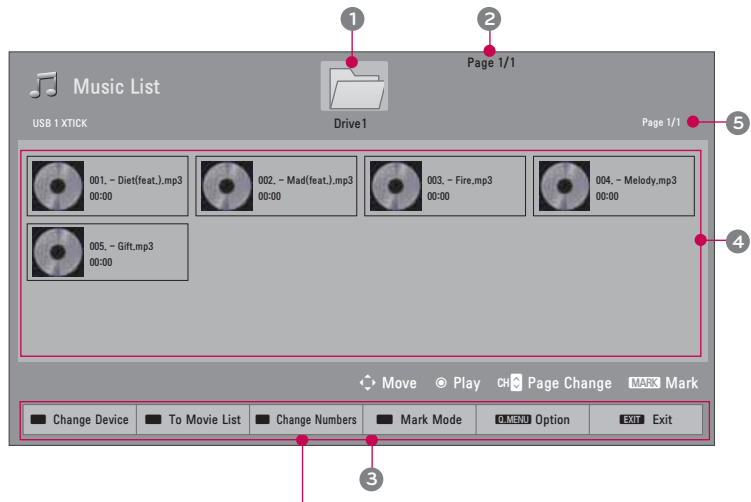 1
2
Page 1/1
Music List
Drive1
USB 1 XTICK
Page 1/1
5
001. - Diet(feat.).mp3
00:00
002. - Mad(feat.).mp3
00:00
003. - Fire.mp3
00:00
004. - Melody.mp3
00:00
4
005. - Gift.mp3
00:00
Move
Play
CH Page Change
MARK Mark
Change Device
To Movie List
Change Numbers
Mark Mode
Q.MENU Option
EXIT Exit
3